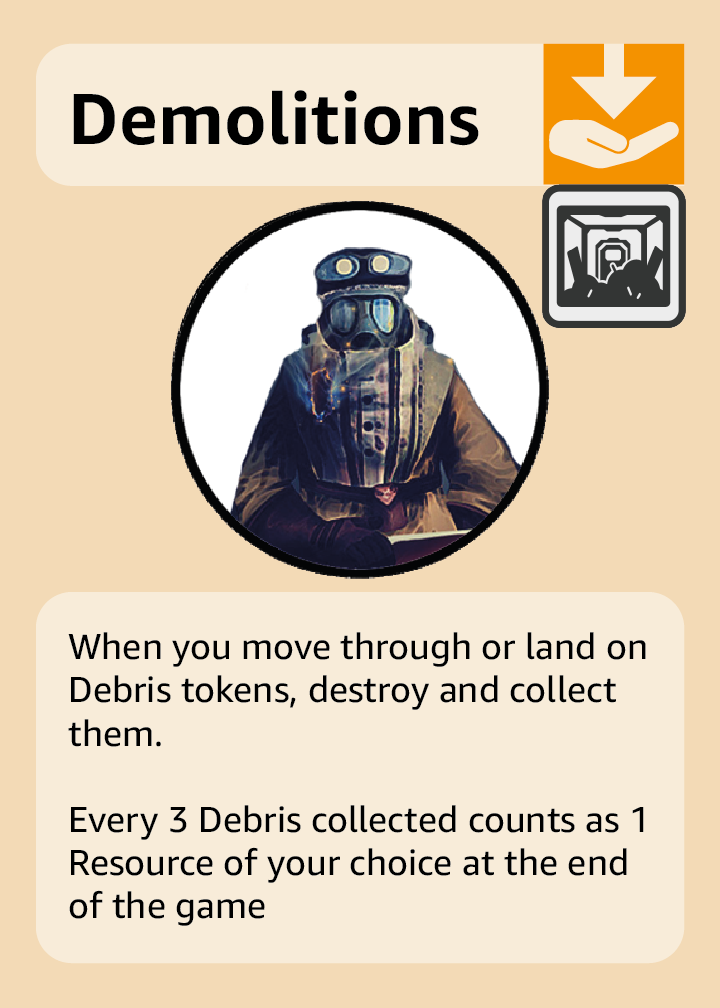 Demolitions
When you move through or land on
Debris tokens, destroy and collect
them.
Every 3 Debris collected counts as 1
Resource of your choice at the end
of the game